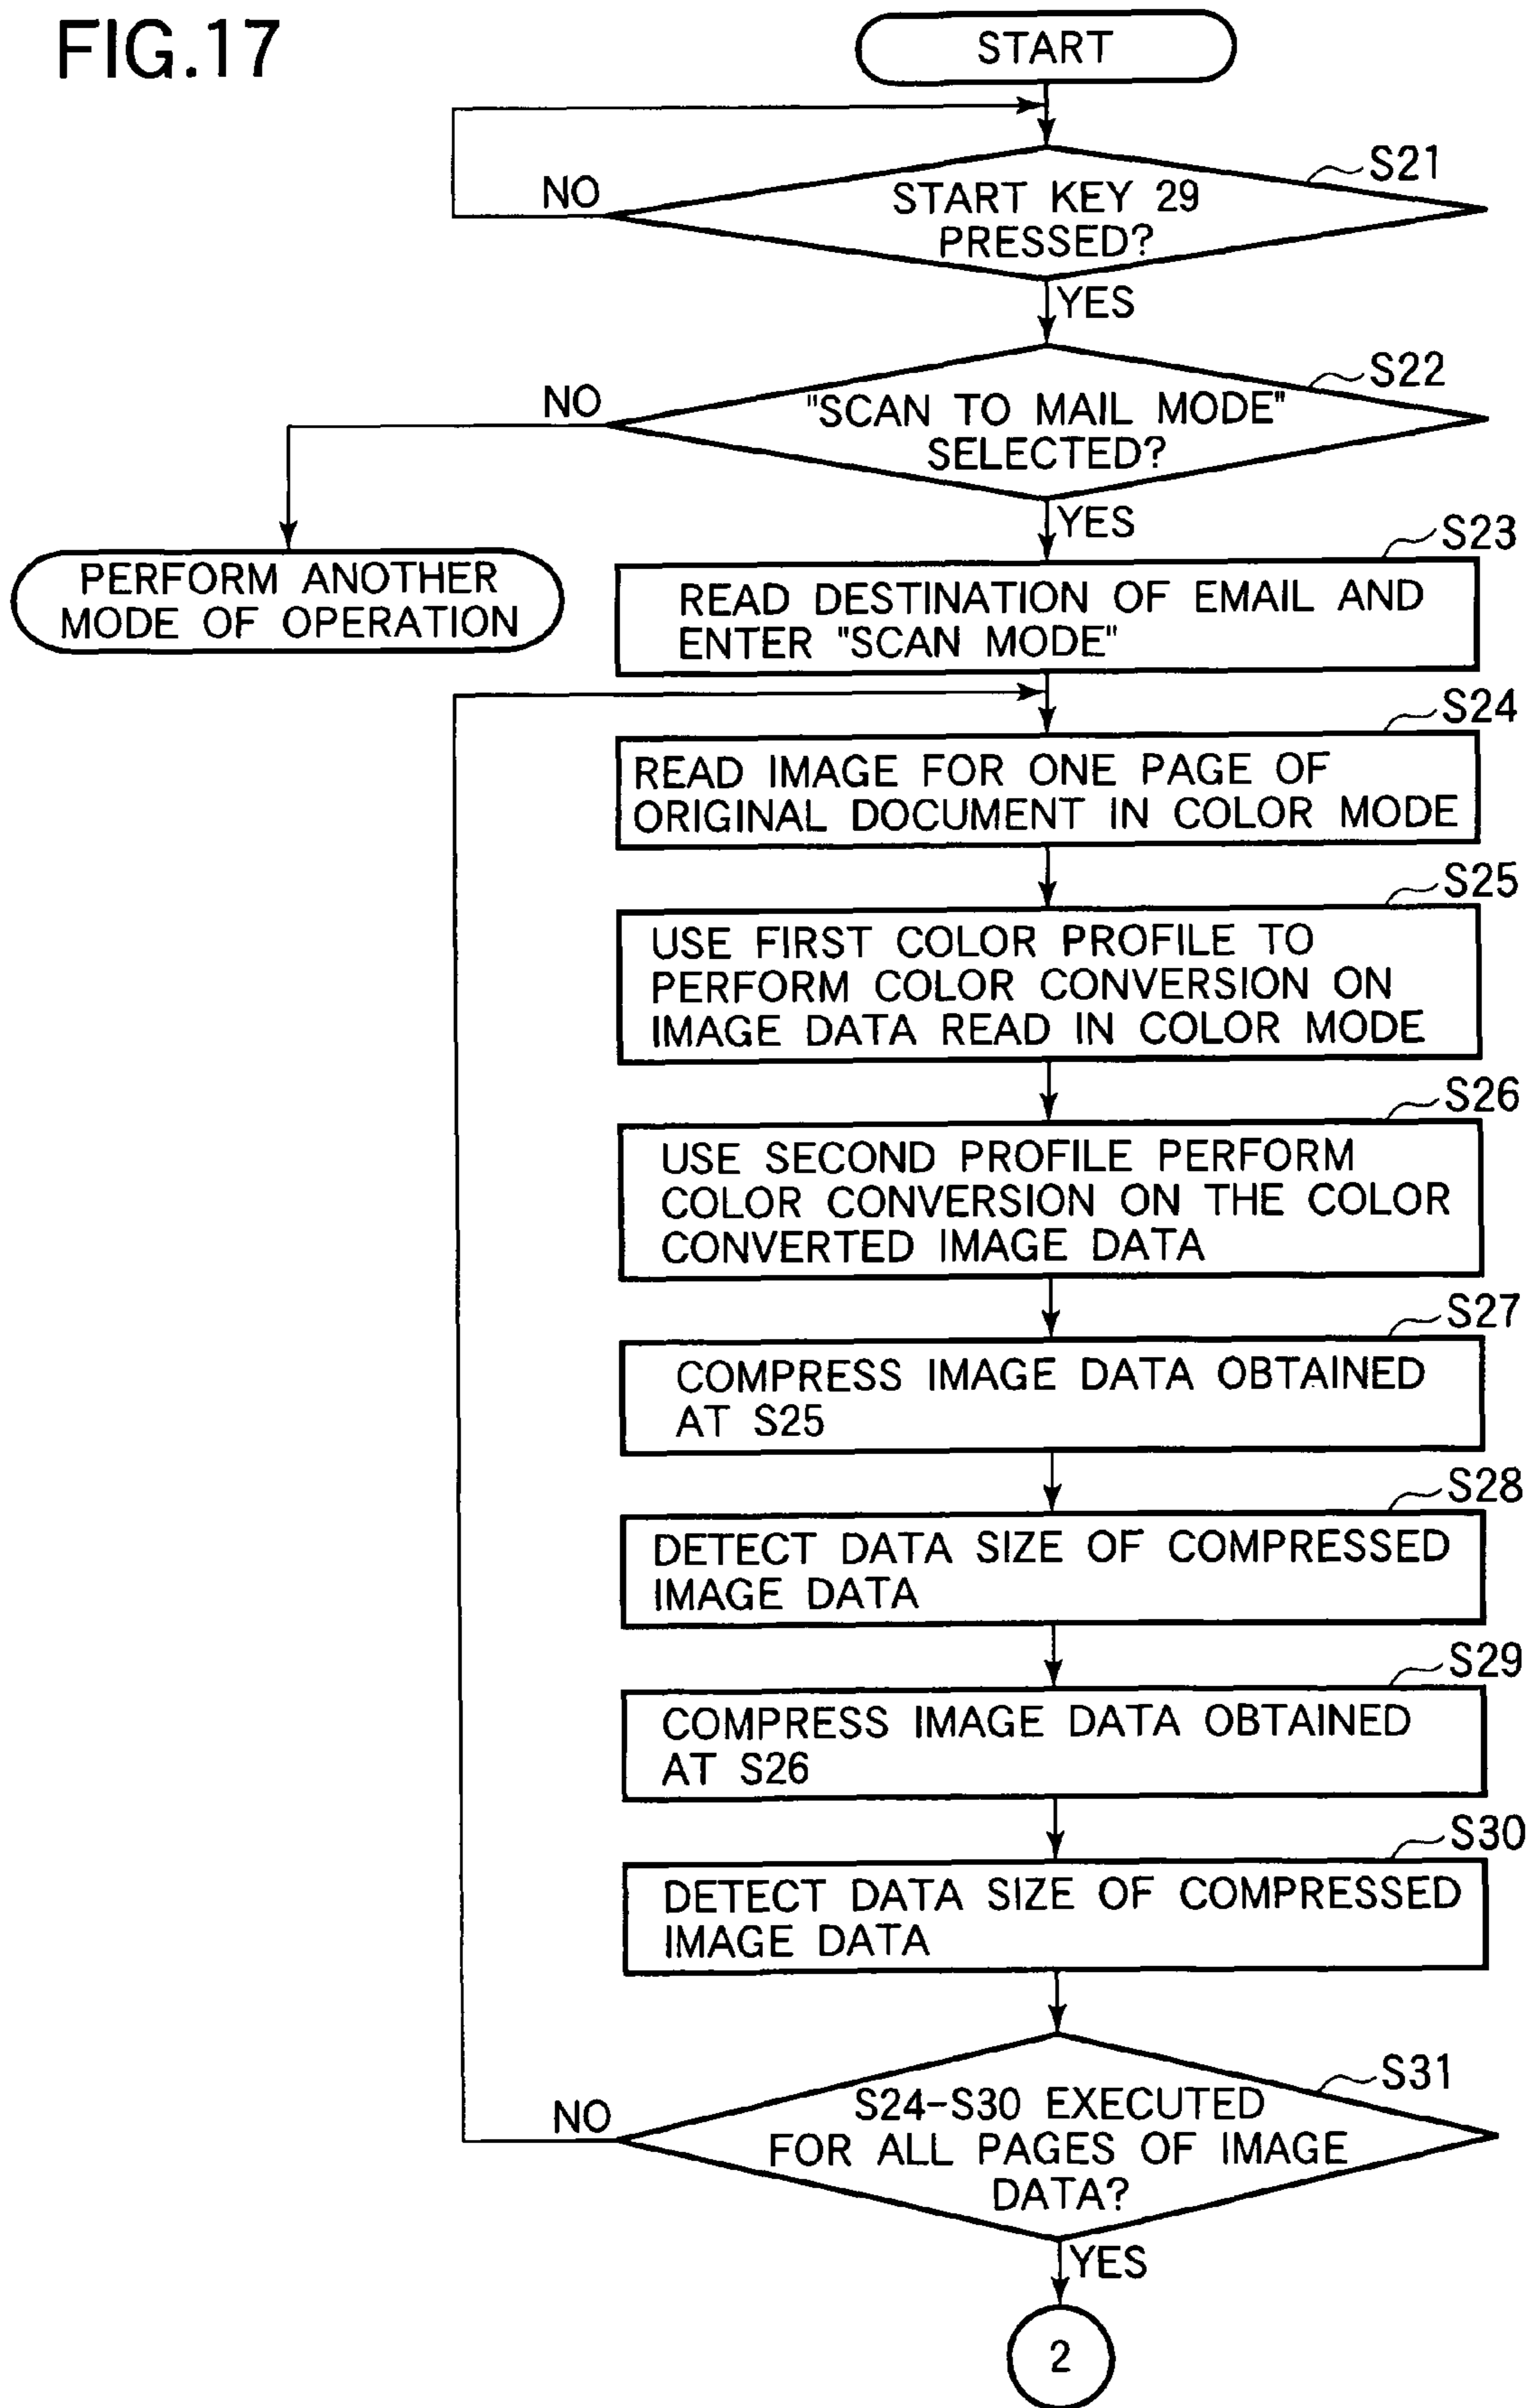 FIG.17
START
S21
NO
START KEY 29
PRESSED?
YES
S22
NO
"SCAN TO MAIL MODE"
SELECTED?
YES
PERFORM ANOTHER
MODE OF OPERATION
S23
READ DESTINATION OF EMAIL AND
ENTER "SCAN MODE"
S24
READ IMAGE FOR ONE PAGE OF
ORIGINAL DOCUMENT IN COLOR MODE
S25
USE FIRST COLOR PROFILE TO
PERFORM COLOR CONVERSION ON
IMAGE DATA READ IN COLOR MODE
S26
USE SECOND PROFILE PERFORM
COLOR CONVERSION ON THE COLOR
CONVERTED IMAGE DATA
S27
COMPRESS IMAGE DATA OBTAINED
AT S25
S28
DETECT DATA SIZE OF COMPRESSED
IMAGE DATA
S29
COMPRESS IMAGE DATA OBTAINED
AT S26
S30
DETECT DATA SIZE OF COMPRESSED
IMAGE DATA
S31
NO
S24-S30 EXECUTED
FOR ALL PAGES OF IMAGE
DATA?
YES
2